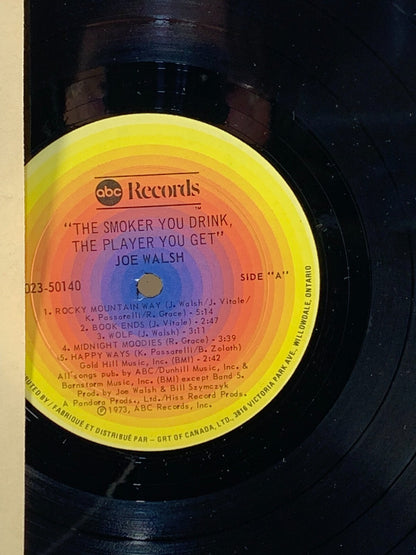 abc Records
TM
"THE SMOKER YOU DRINK,
THE PLAYER YOU GET"
JOE WALSH
023-50140
SIDE "A"
1. ROCKY MOUNTAIN WAY (J. Walsh/J. Vitale/
K. Passarelli/R. Grace) - 5:14
2. BOOK ENDS (J. Vitale) - 2:47
3. WOLF (J. Walsh) - 3:11
4. MIDNIGHT MOODIES (R. Grace) - 3:39
5. HAPPY WAYS (K. Passarelli/B. Zoloth)
Gold Hill Music, Inc. (BMI) - 2:42
All songs pub. by ABC/Dunhill Music, Inc. &
Barnstorm Music, Inc. (BMI) except Band 5.
Prod. by Joe Walsh & Bill Szymczyk
A Pandora Prods., Ltd./Hiss Record Prods.
© 1973, ABC Records, Inc.
BY / FABRIQUÉ ET DISTRIBUÉ PAR – GRT OF CANADA, LTD., 3816 VICTORIA PARK AVE., WILLOWDALE, ONTARIO